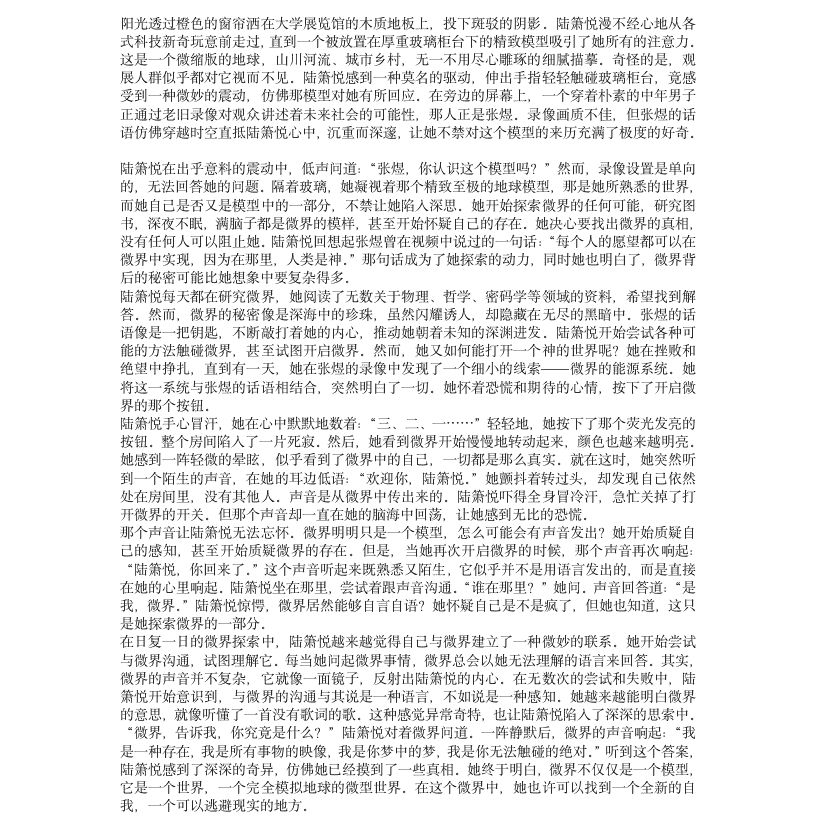 阳光透过橙色的窗帘洒在大学展览馆的木质地板上，投下斑驳的阴影．陆箫悦漫不经心地从各
式科技新奇玩意前走过，直到一个被放置在厚重玻璃柜台下的精致模型吸引了她所有的注意力．
这是一个微缩版的地球，山川河流、城市乡村，无一不用尽心雕琢的细腻描摹．奇怪的是，观
展人群似乎都对它视而不见．陆箫悦感到一种莫名的驱动，伸出手指轻轻触碰玻璃柜台，竟感
受到一种微妙的震动，仿佛那模型对她有所回应．在旁边的屏幕上，一个穿着朴素的中年男子
正通过老旧录像对观众讲述着未来社会的可能性，那人正是张煜．录像画质不佳，但张煜的话
语仿佛穿越时空直抵陆箫悦心中，沉重而深邃，让她不禁对这个模型的来历充满了极度的好奇．
陆箫悦在出乎意料的震动中，低声问道：“张煜，你认识这个模型吗？”然而，录像设置是单向
的，无法回答她的问题．隔着玻璃，她凝视着那个精致至极的地球模型，那是她所熟悉的世界，
而她自己是否又是模型中的一部分，不禁让她陷入深思．她开始探索微界的任何可能，研究图
书，深夜不眠，满脑子都是微界的模样，甚至开始怀疑自己的存在．她决心要找出微界的真相，
没有任何人可以阻止她．陆箫悦回想起张煜曾在视频中说过的一句话：“每个人的愿望都可以在
微界中实现，因为在那里，人类是神．”那句话成为了她探索的动力，同时她也明白了，微界背
后的秘密可能比她想象中要复杂得多．
陆箫悦每天都在研究微界，她阅读了无数关于物理、哲学、密码学等领域的资料，希望找到解
答．然而，微界的秘密像是深海中的珍珠，虽然闪耀诱人，却隐藏在无尽的黑暗中．张煜的话
语像是一把钥匙，不断敲打着她的内心，推动她朝着未知的深渊进发．陆箫悦开始尝试各种可
能的方法触碰微界，甚至试图开启微界．然而，她又如何能打开一个神的世界呢？她在挫败和
绝望中挣扎，直到有一天，她在张煜的录像中发现了一个细小的线索——微界的能源系统．她
将这一系统与张煜的话语相结合，突然明白了一切．她怀着恐慌和期待的心情，按下了开启微
界的那个按钮．
陆箫悦手心冒汗，她在心中默默地数着：“三、二、一……”轻轻地，她按下了那个荧光发亮的
按钮．整个房间陷入了一片死寂．然后，她看到微界开始慢慢地转动起来，颜色也越来越明亮．
她感到一阵轻微的晕眩，似乎看到了微界中的自己，一切都是那么真实．就在这时，她突然听
到一个陌生的声音，在她的耳边低语：“欢迎你，陆箫悦．”她颤抖着转过头，却发现自己依然
处在房间里，没有其他人．声音是从微界中传出来的．陆箫悦吓得全身冒冷汗，急忙关掉了打
开微界的开关．但那个声音却一直在她的脑海中回荡，让她感到无比的恐慌．
那个声音让陆箫悦无法忘怀．微界明明只是一个模型，怎么可能会有声音发出？她开始质疑自
己的感知，甚至开始质疑微界的存在．但是，当她再次开启微界的时候，那个声音再次响起：
“陆箫悦，你回来了．”这个声音听起来既熟悉又陌生，它似乎并不是用语言发出的，而是直接
在她的心里响起．陆箫悦坐在那里，尝试着跟声音沟通．“谁在那里？”她问．声音回答道：“是
我，微界．”陆箫悦惊愕，微界居然能够自言自语？她怀疑自己是不是疯了，但她也知道，这只
是她探索微界的一部分．
在日复一日的微界探索中，陆箫悦越来越觉得自己与微界建立了一种微妙的联系．她开始尝试
与微界沟通，试图理解它．每当她问起微界事情，微界总会以她无法理解的语言来回答．其实，
微界的声音并不复杂，它就像一面镜子，反射出陆箫悦的内心．在无数次的尝试和失败中，陆
箫悦开始意识到，与微界的沟通与其说是一种语言，不如说是一种感知．她越来越能明白微界
的意思，就像听懂了一首没有歌词的歌．这种感觉异常奇特，也让陆箫悦陷入了深深的思索中．
“微界，告诉我，你究竟是什么？”陆箫悦对着微界问道．一阵静默后，微界的声音响起：“我
是一种存在，我是所有事物的映像，我是你梦中的梦，我是你无法触碰的绝对．”听到这个答案，
陆箫悦感到了深深的奇异，仿佛她已经摸到了一些真相．她终于明白，微界不仅仅是一个模型，
它是一个世界，一个完全模拟地球的微型世界．在这个微界中，她也许可以找到一个全新的自
我，一个可以逃避现实的地方．